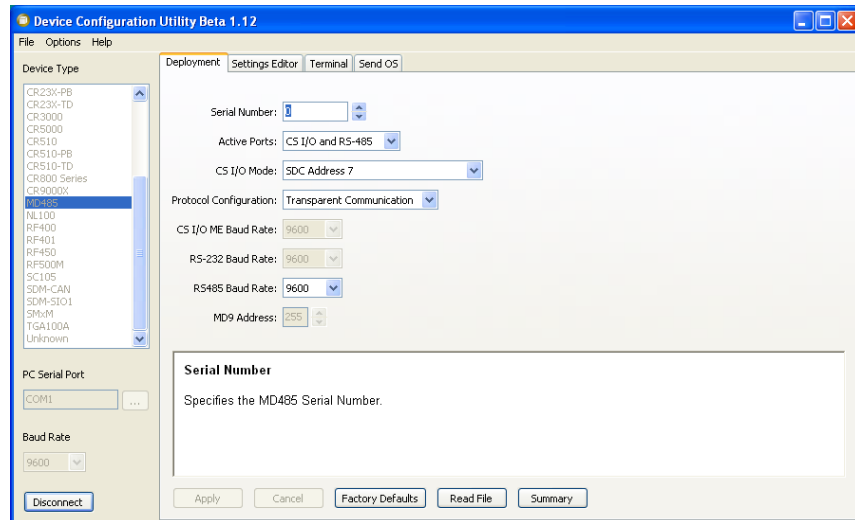 Device Configuration Utility Beta 1.12
File Options Help
Device Type
CR23X-PB
CR23X-TD
CR3000
CR5000
CR510
CR510-PB
CR510-TD
CR800 Series
CR9000X
MD485
NL100
RF400
RF401
RF450
RF500M
SC105
SDM-CAN
SDM-SIO1
SMxM
TGA100A
Unknown
PC Serial Port
COM1
...
Baud Rate
9600
Disconnect
Deployment Settings Editor Terminal Send OS
Serial Number: 0
Active Ports: CS I/O and RS-485
CS I/O Mode: SDC Address 7
Protocol Configuration: Transparent Communication
CS I/O ME Baud Rate: 9600
RS-232 Baud Rate: 9600
RS485 Baud Rate: 9600
MD9 Address: 255
Serial Number
Specifies the MD485 Serial Number.
Apply Cancel Factory Defaults Read File Summary